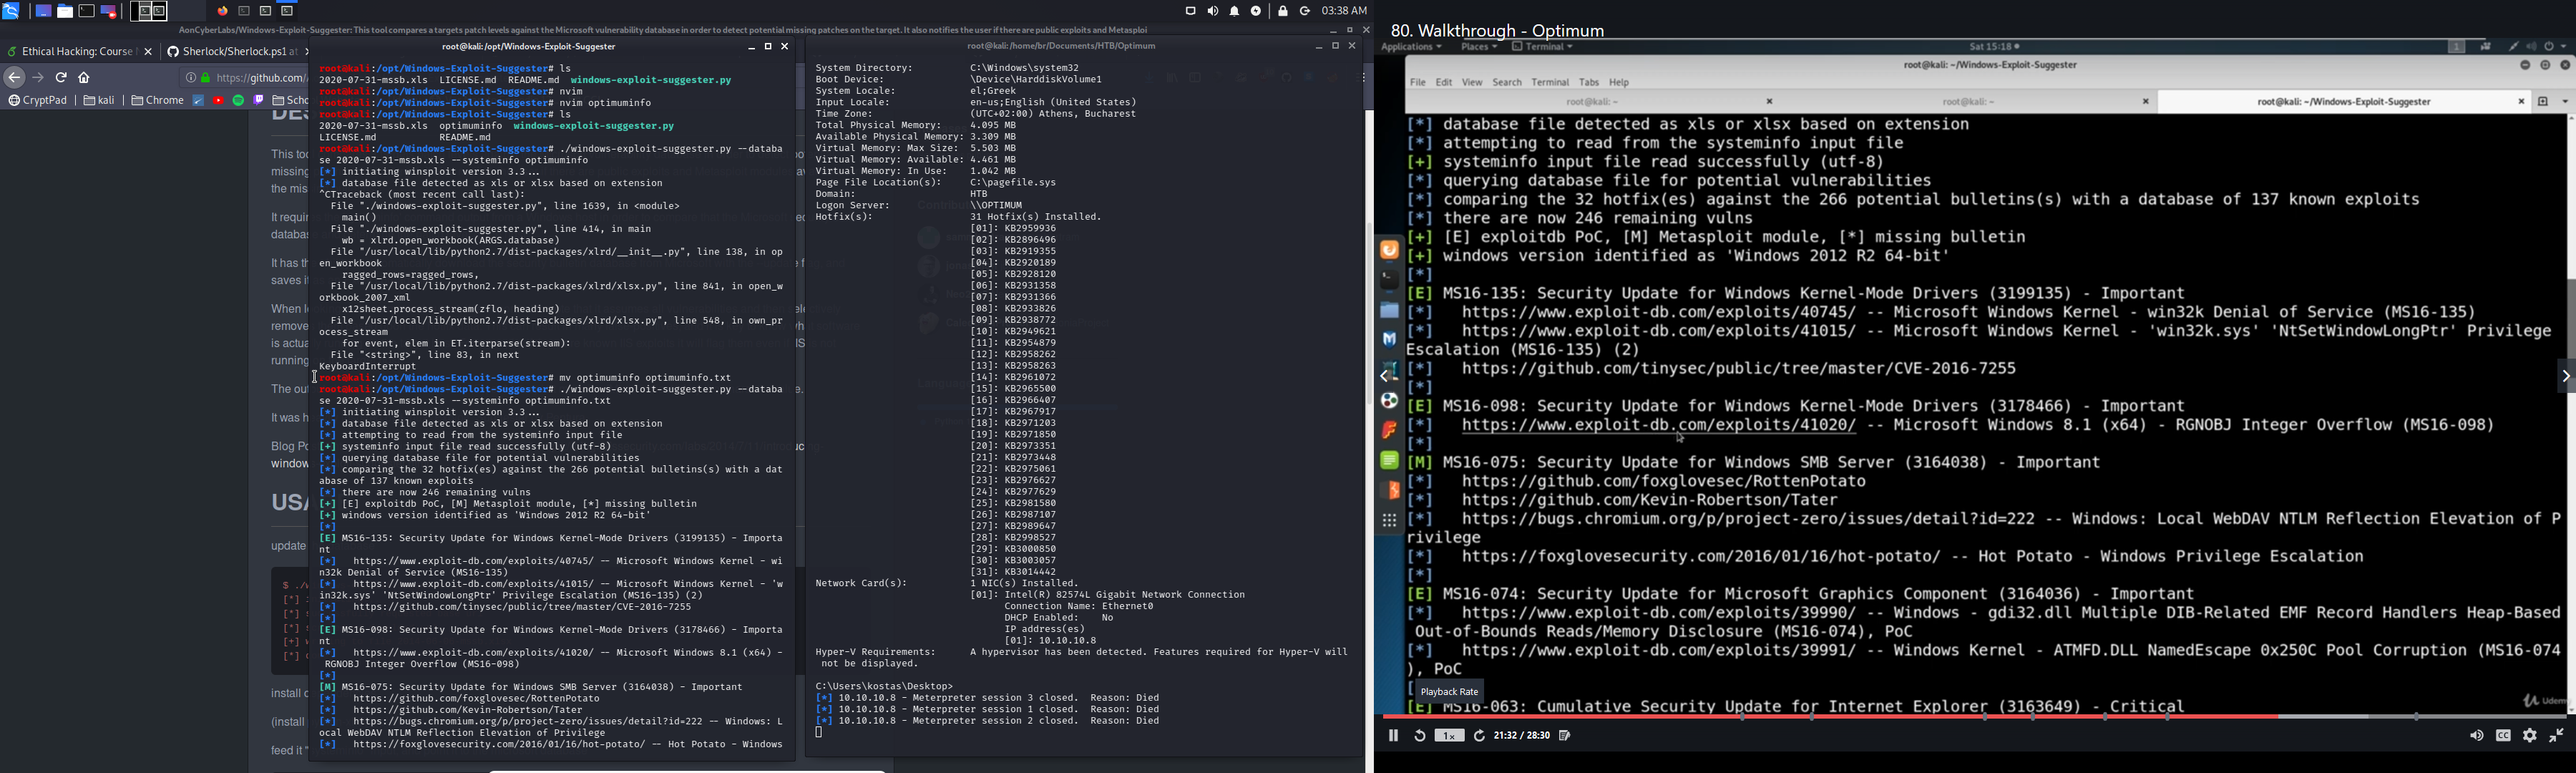 03:38 AM
AonCyberLabs/Windows-Exploit-Suggester: This tool compares a targets patch levels against the Microsoft vulnerability database in order to detect potential missing patches on the target. It also notifies the user if there are public exploits and Metasploi
Ethical Hacking: Course
Sherlock/Sherlock.ps1 at
https://github.com/
CryptPad
kali
Chrome
Scho
This too
missing
the mis
It requir
databas
It has th
saves i
When l
remove
is actua
running
The out
It was h
Blog Po
window
USA
update
install
(install
feed it "
root@kali: /opt/Windows-Exploit-Suggester
root@kali:/opt/Windows-Exploit-Suggester# ls
2020-07-31-mssb.xls  LICENSE.md  README.md  windows-exploit-suggester.py
root@kali:/opt/Windows-Exploit-Suggester# nvim
root@kali:/opt/Windows-Exploit-Suggester# nvim optimuminfo
root@kali:/opt/Windows-Exploit-Suggester# ls
2020-07-31-mssb.xls  optimuminfo  windows-exploit-suggester.py
LICENSE.md           README.md
root@kali:/opt/Windows-Exploit-Suggester# ./windows-exploit-suggester.py --databa
se 2020-07-31-mssb.xls --systeminfo optimuminfo
[*] initiating winsploit version 3.3...
[*] database file detected as xls or xlsx based on extension
^CTraceback (most recent call last):
  File "./windows-exploit-suggester.py", line 1639, in <module>
    main()
  File "./windows-exploit-suggester.py", line 414, in main
    wb = xlrd.open_workbook(ARGS.database)
  File "/usr/local/lib/python2.7/dist-packages/xlrd/__init__.py", line 138, in op
en_workbook
    ragged_rows=ragged_rows,
  File "/usr/local/lib/python2.7/dist-packages/xlrd/xlsx.py", line 841, in open_w
orkbook_2007_xml
    x12sheet.process_stream(zflo, heading)
  File "/usr/local/lib/python2.7/dist-packages/xlrd/xlsx.py", line 548, in own_pr
ocess_stream
    for event, elem in ET.iterparse(stream):
  File "<string>", line 83, in next
KeyboardInterrupt
root@kali:/opt/Windows-Exploit-Suggester# mv optimuminfo optimuminfo.txt
root@kali:/opt/Windows-Exploit-Suggester# ./windows-exploit-suggester.py --databa
se 2020-07-31-mssb.xls --systeminfo optimuminfo.txt
[*] initiating winsploit version 3.3...
[*] database file detected as xls or xlsx based on extension
[*] attempting to read from the systeminfo input file
[+] systeminfo input file read successfully (utf-8)
[*] querying database file for potential vulnerabilities
[*] comparing the 32 hotfix(es) against the 266 potential bulletins(s) with a dat
abase of 137 known exploits
[*] there are now 246 remaining vulns
[+] [E] exploitdb PoC, [M] Metasploit module, [*] missing bulletin
[+] windows version identified as 'Windows 2012 R2 64-bit'
[*]
[E] MS16-135: Security Update for Windows Kernel-Mode Drivers (3199135) - Importa
nt
[*]   https://www.exploit-db.com/exploits/40745/ -- Microsoft Windows Kernel - wi
n32k Denial of Service (MS16-135)
[*]   https://www.exploit-db.com/exploits/41015/ -- Microsoft Windows Kernel - 'w
in32k.sys' 'NtSetWindowLongPtr' Privilege Escalation (MS16-135) (2)
[*]   https://github.com/tinysec/public/tree/master/CVE-2016-7255
[*]
[E] MS16-098: Security Update for Windows Kernel-Mode Drivers (3178466) - Importa
nt
[*]   https://www.exploit-db.com/exploits/41020/ -- Microsoft Windows 8.1 (x64) -
 RGNOBJ Integer Overflow (MS16-098)
[*]
[M] MS16-075: Security Update for Windows SMB Server (3164038) - Important
[*]   https://github.com/foxglovesec/RottenPotato
[*]   https://github.com/Kevin-Robertson/Tater
[*]   https://bugs.chromium.org/p/project-zero/issues/detail?id=222 -- Windows: L
ocal WebDAV NTLM Reflection Elevation of Privilege
[*]   https://foxglovesecurity.com/2016/01/16/hot-potato/ -- Hot Potato - Windows
root@kali: /home/br/Documents/HTB/Optimum
System Directory:          C:\Windows\system32
Boot Device:               \Device\HarddiskVolume1
System Locale:             el;Greek
Input Locale:              en-us;English (United States)
Time Zone:                 (UTC+02:00) Athens, Bucharest
Total Physical Memory:     4.095 MB
Available Physical Memory: 3.309 MB
Virtual Memory: Max Size:  5.503 MB
Virtual Memory: Available: 4.461 MB
Virtual Memory: In Use:    1.042 MB
Page File Location(s):     C:\pagefile.sys
Domain:                    HTB
Logon Server:              \\OPTIMUM
Hotfix(s):                 31 Hotfix(s) Installed.
[01]: KB2959936
[02]: KB2896496
[03]: KB2919355
[04]: KB2920189
[05]: KB2928120
[06]: KB2931358
[07]: KB2931366
[08]: KB2933826
[09]: KB2938772
[10]: KB2949621
[11]: KB2954879
[12]: KB2958262
[13]: KB2958263
[14]: KB2961072
[15]: KB2965500
[16]: KB2966407
[17]: KB2967917
[18]: KB2971203
[19]: KB2971850
[20]: KB2973351
[21]: KB2973448
[22]: KB2975061
[23]: KB2976627
[24]: KB2977629
[25]: KB2981580
[26]: KB2987107
[27]: KB2989647
[28]: KB2998527
[29]: KB3000850
[30]: KB3003057
[31]: KB3014442
Network Card(s):           1 NIC(s) Installed.
[01]: Intel(R) 82574L Gigabit Network Connection
Connection Name: Ethernet0
DHCP Enabled:    No
IP address(es)
[01]: 10.10.10.8
Hyper-V Requirements:      A hypervisor has been detected. Features required for Hyper-V will
 not be displayed.
C:\Users\kostas\Desktop>
[*] 10.10.10.8 - Meterpreter session 3 closed.  Reason: Died
[*] 10.10.10.8 - Meterpreter session 1 closed.  Reason: Died
[*] 10.10.10.8 - Meterpreter session 2 closed.  Reason: Died
80. Walkthrough - Optimum
Applications
Places
Terminal
Sat 15:18
1
root@kali: ~/Windows-Exploit-Suggester
File  Edit  View  Search  Terminal  Tabs  Help
root@kali: ~
root@kali: ~
root@kali: ~/Windows-Exploit-Suggester
[*] database file detected as xls or xlsx based on extension
[*] attempting to read from the systeminfo input file
[+] systeminfo input file read successfully (utf-8)
[*] querying database file for potential vulnerabilities
[*] comparing the 32 hotfix(es) against the 266 potential bulletins(s) with a database of 137 known exploits
[*] there are now 246 remaining vulns
[+] [E] exploitdb PoC, [M] Metasploit module, [*] missing bulletin
[+] windows version identified as 'Windows 2012 R2 64-bit'
[*]
[E] MS16-135: Security Update for Windows Kernel-Mode Drivers (3199135) - Important
[*]   https://www.exploit-db.com/exploits/40745/ -- Microsoft Windows Kernel - win32k Denial of Service (MS16-135)
[*]   https://www.exploit-db.com/exploits/41015/ -- Microsoft Windows Kernel - 'win32k.sys' 'NtSetWindowLongPtr' Privilege
Escalation (MS16-135) (2)
[*]   https://github.com/tinysec/public/tree/master/CVE-2016-7255
[*]
[E] MS16-098: Security Update for Windows Kernel-Mode Drivers (3178466) - Important
[*]   https://www.exploit-db.com/exploits/41020/ -- Microsoft Windows 8.1 (x64) - RGNOBJ Integer Overflow (MS16-098)
[*]
[M] MS16-075: Security Update for Windows SMB Server (3164038) - Important
[*]   https://github.com/foxglovesec/RottenPotato
[*]   https://github.com/Kevin-Robertson/Tater
[*]   https://bugs.chromium.org/p/project-zero/issues/detail?id=222 -- Windows: Local WebDAV NTLM Reflection Elevation of P
rivilege
[*]   https://foxglovesecurity.com/2016/01/16/hot-potato/ -- Hot Potato - Windows Privilege Escalation
[*]
[E] MS16-074: Security Update for Microsoft Graphics Component (3164036) - Important
[*]   https://www.exploit-db.com/exploits/39990/ -- Windows - gdi32.dll Multiple DIB-Related EMF Record Handlers Heap-Based
 Out-of-Bounds Reads/Memory Disclosure (MS16-074), PoC
[*]   https://www.exploit-db.com/exploits/39991/ -- Windows Kernel - ATMFD.DLL NamedEscape 0x250C Pool Corruption (MS16-074
), PoC
[
[E] MS16-063: Cumulative Security Update for Internet Explorer (3163649) - Critical
Playback Rate
Udemy
1x
21:32 / 28:30
CC